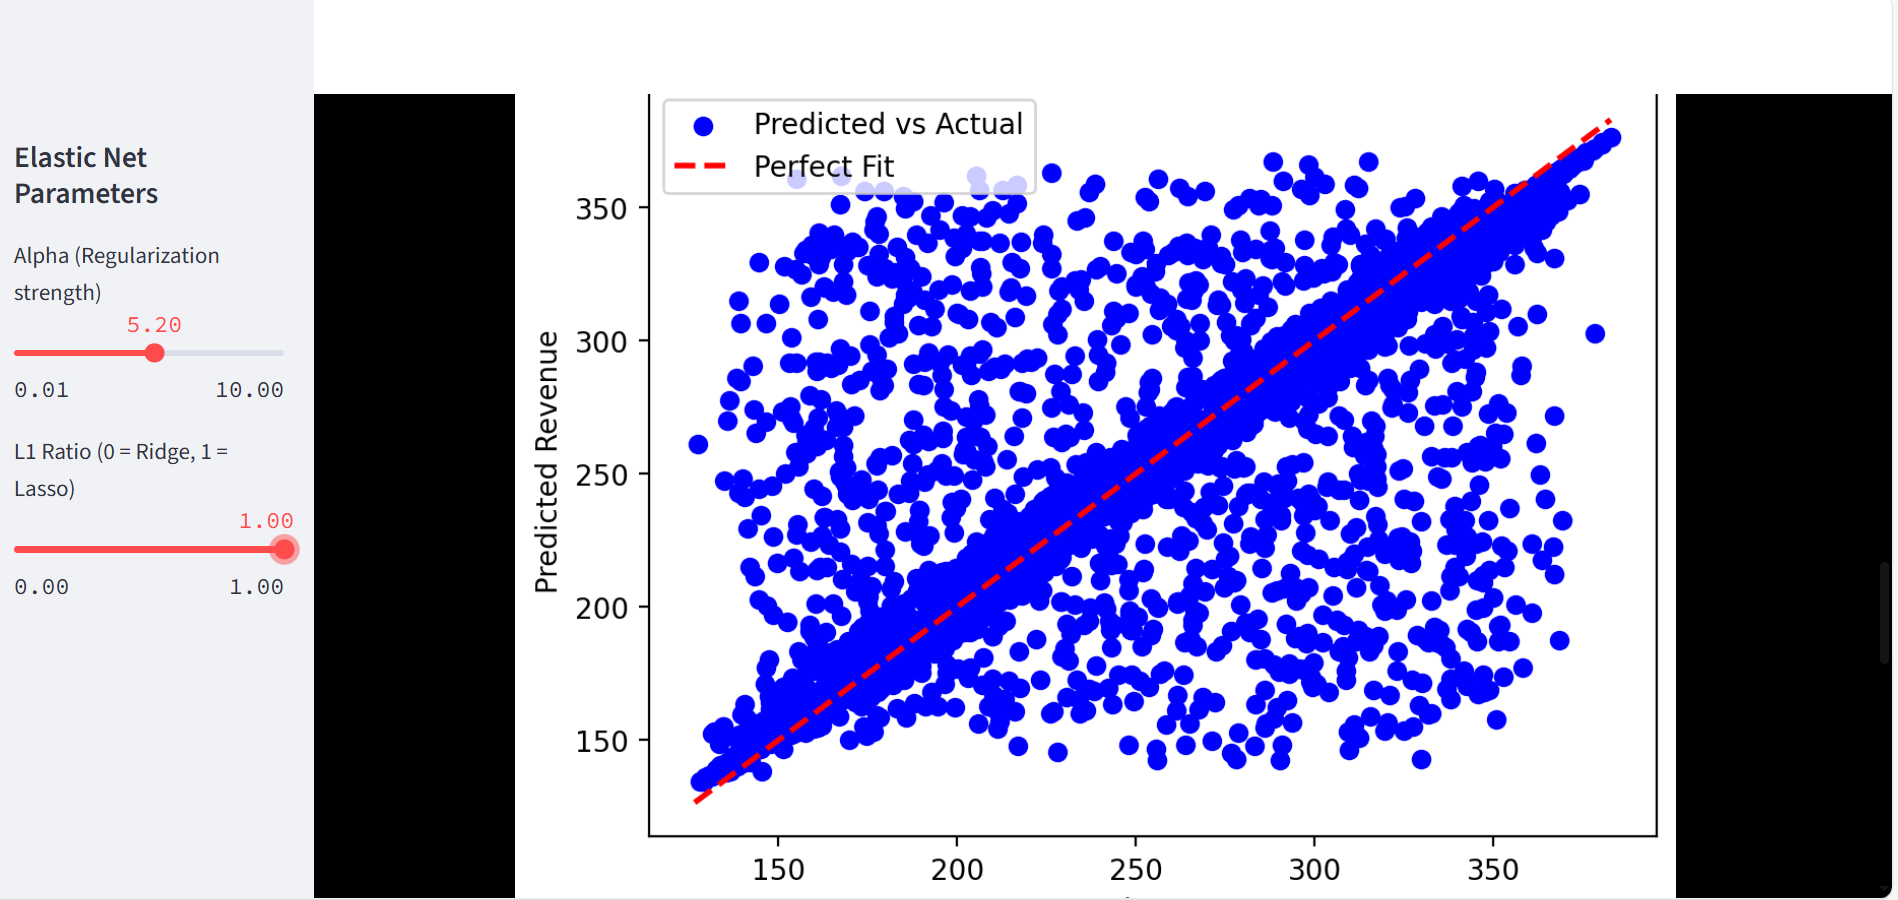 Elastic Net
Parameters
Alpha (Regularization
strength)
5.20
0.01 10.00
L1 Ratio (0 = Ridge, 1 =
Lasso)
1.00
0.00 1.00
Predicted vs Actual
Perfect Fit
Predicted Revenue
350
300
250
200
150
150 200 250 300 350